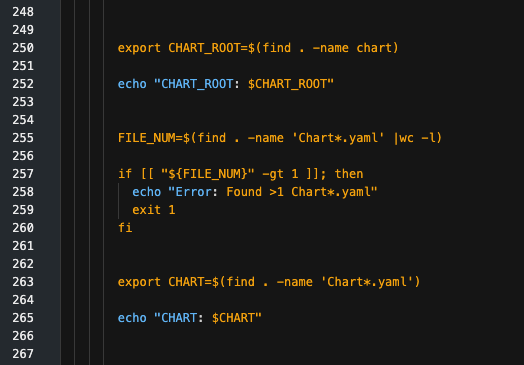 248
249
250 export CHART_ROOT=$(find . -name chart)
251
252 echo "CHART_ROOT: $CHART_ROOT"
253
254
255 FILE_NUM=$(find . -name 'Chart*.yaml' |wc -l)
256
257 if [[ "${FILE_NUM}" -gt 1 ]]; then
258 echo "Error: Found >1 Chart*.yaml"
259 exit 1
260 fi
261
262
263 export CHART=$(find . -name 'Chart*.yaml')
264
265 echo "CHART: $CHART"
266
267